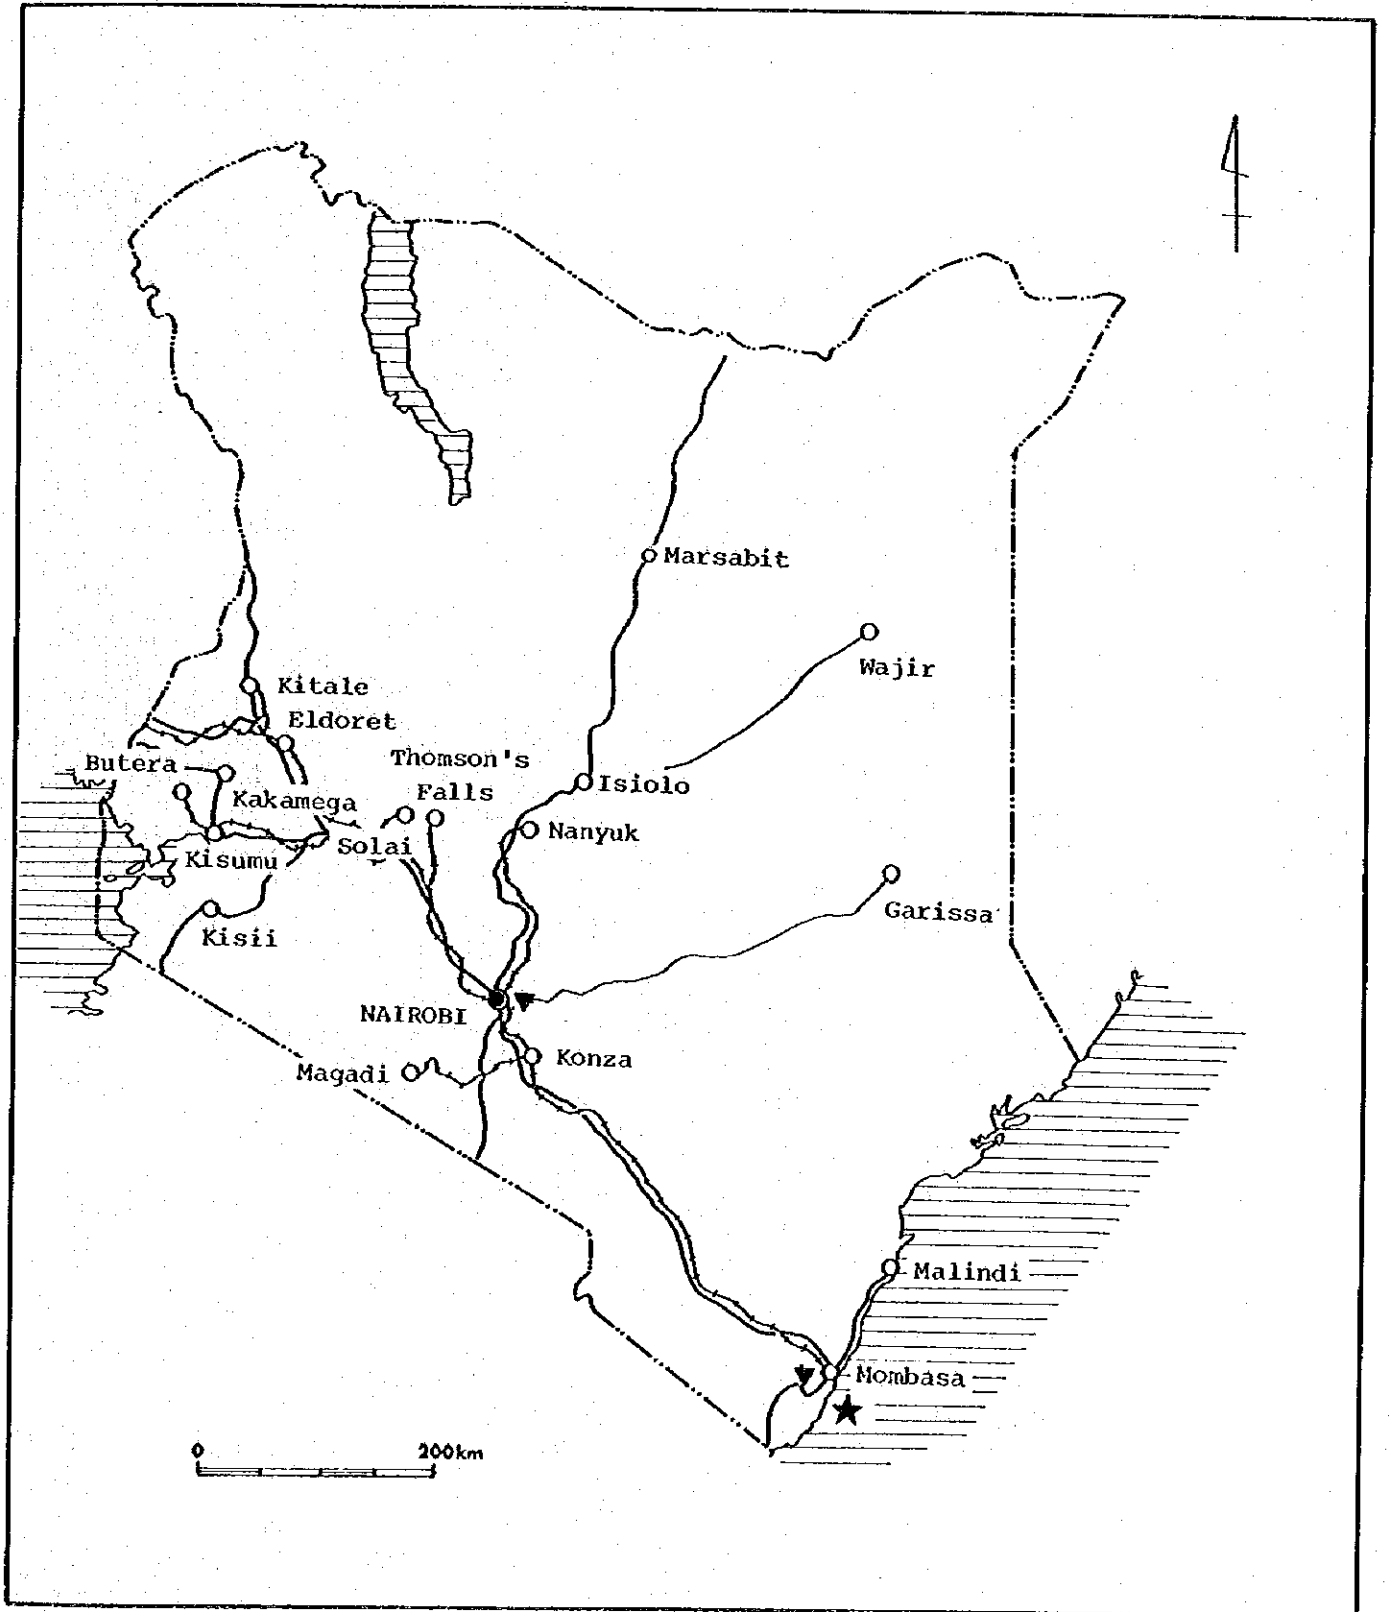 Marsabit
Wajir
Kitale
Eldoret
Thomson's
Falls
Butera
Isiolo
Kakamega
Nanyuk
Solai
Kisumu
Garissa
Kisii
NAIROBI
Konza
Magadi
Malindi
Mombasa
0 200km